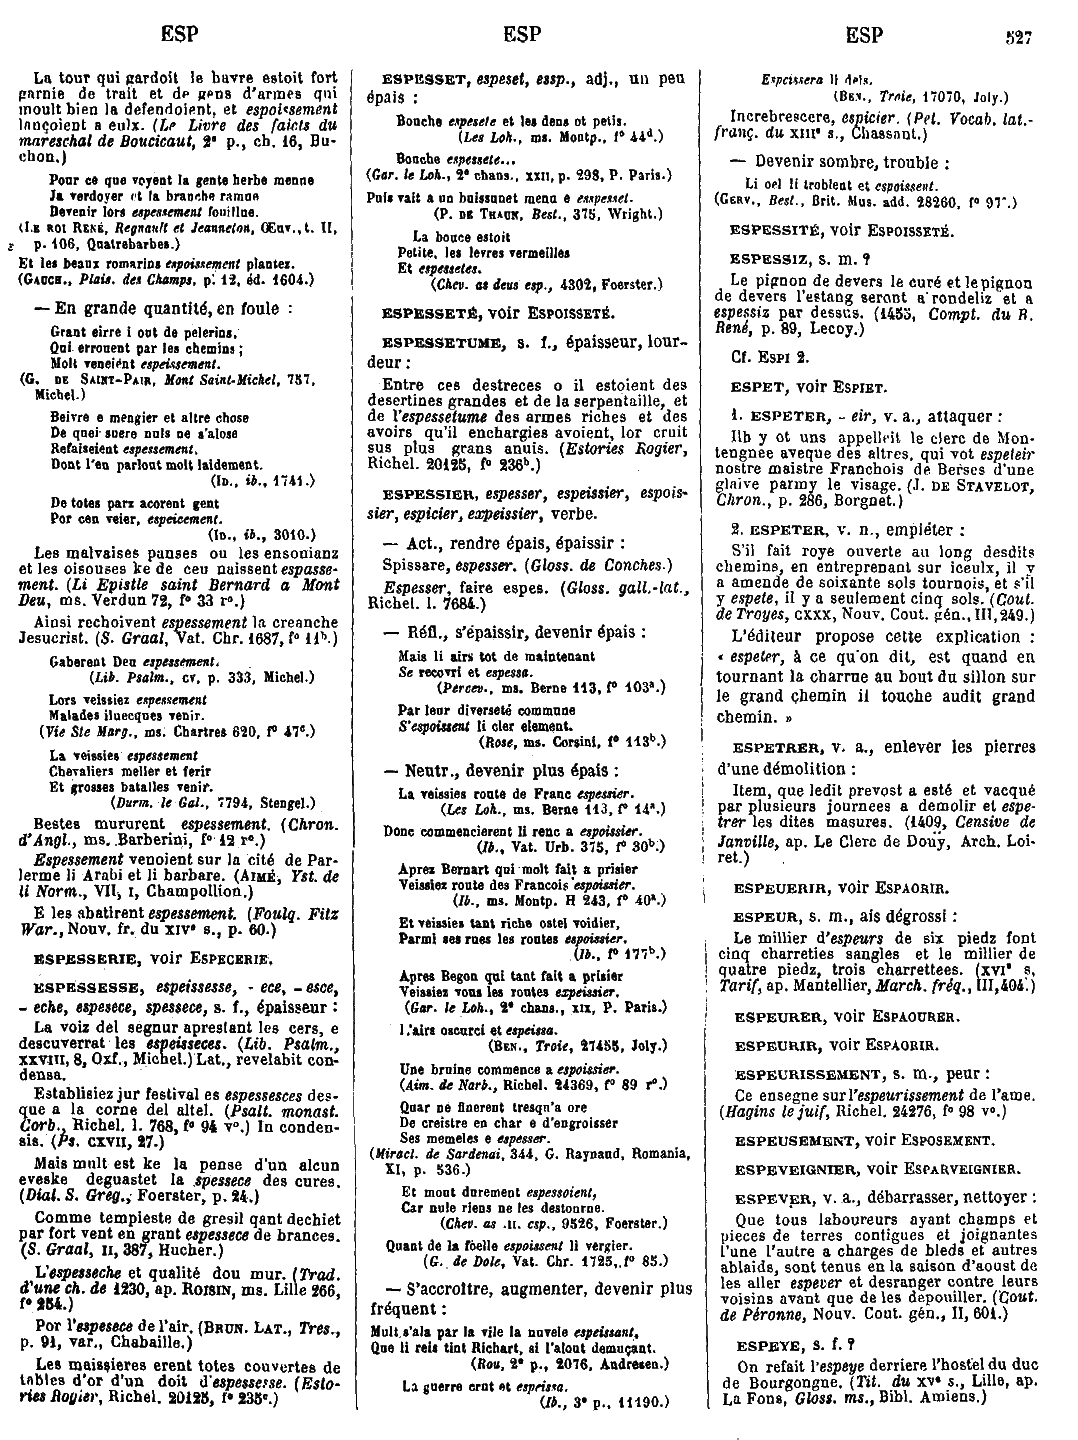 ESP
ESP
ESP
527
La tour qui gardoit le havre estoit fort
garnie de trait et de gens d'armes qui
moult bien la defendoient, et espoissement
lançoient a eulx. (Le Livre des faicts du
mareschal de Boucicaut, 2ᵉ p., ch. 16, Bu-
chon.)
Pour ce que voyent la gente herbe menue
Ja verdoyer et la branche ramue
Devenir lors espessement fouillue.
(LE ROI RENÉ, Regnault et Jeanneton, Œuv., t. II,
p. 106, Quatrebarbes.)
Et les beaux romarins espoissement plantez.
(GAUCH., Plais. des Champs, p. 12, éd. 1604.)
— En grande quantité, en foule :
Grant eirre i out de pelerins,
Qui errouent par les chemins ;
Molt veneient espeissement.
(G. DE SAINT-PAIR, Mont Saint-Michel, 757,
Michel.)
Beivre e mengier et altre chose
De quei suere nuls ne s'alose
Refaiseient espessement,
Dont l'en parlout molt laidement.
(ID., ib., 1741.)
De totes parz acorent gent
Por cen veier, espeicement.
(ID., ib., 3010.)
Les malvaises panses ou les ensonianz
et les oisouses ke de ceu naissent espasse-
ment. (Li Epistle saint Bernard a Mont
Deu, ms. Verdun 72, fᵒ 33 rᵒ.)
Ainsi rechoivent espessement la creanche
Jesucrist. (S. Graal, Vat. Chr. 1687, fᵒ 11ᵇ.)
Gaberent Deu espessement.
(Lib. Psalm., CV, p. 333, Michel.)
Lors veissiez espessement
Malades iluecques venir.
(Vie Ste Marg., ms. Chartres 620, fᵒ 47ᶜ.)
La veissies espessement
Chevaliers meller et ferir
Et grosses batalles venir.
(Durm. le Gal., 7794, Stengel.)
Bestes mururent espessement. (Chron.
d'Angl., ms. Barberini, fᵒ 12 rᵒ.)
Espessement venoient sur la cité de Par-
lerme li Arabi et li barbare. (AIMÉ, Yst. de
li Norm., VII, I, Champollion.)
E les abatirent espessement. (Foulq. Fitz
War., Nouv. fr. du XIVᵉ s., p. 60.)
ESPESSERIE, voir ESPECERIE.
ESPESSESSE, espeissesse, - ece, - esce,
- eche, espesece, spessece, s. f., épaisseur :
La voiz del segnur apreslant les cers, e
descuverrat les espeisseces. (Lib. Psalm.,
XXVIII, 8, Oxf., Michel.) Lat., revelabit con-
densa.
Establisiez jur festival es espessesces des-
que a la corne del altel. (Psalt. monast.
Corb., Richel. l. 768, fᵒ 94 vᵒ.) In conden-
sis. (Ps. CXVII, 27.)
Mais mult est ke la pense d'un alcun
eveske deguastet la spessece des cures.
(Dial. S. Greg., Foerster, p. 24.)
Comme tempieste de gresil qant dechiet
par fort vent en grant espessece de brances.
(S. Graal, II, 387, Hucher.)
L'espesseche et qualité dou mur. (Trad.
d'une ch. de 1230, ap. ROISIN, ms. Lille 266,
fᵒ 254.)
Por l'espesece de l'air. (BRUN. LAT., Tres.,
p. 91, var., Chabaille.)
Les maissieres erent totes couvertes de
tables d'or d'un doit d'espessesse. (Esto-
ries Rogier, Richel. 20125, fᵒ 235ᶜ.)
ESPESSET, espeset, essp., adj., un peu
épais :
Bouche espesete et les dens ot petis.
(Les Loh., ms. Montp., fᵒ 44ᵈ.)
Bouche espessete...
(Gar. le Loh., 2ᵉ chans., XXII, p. 298, P. Paris.)
Puis vait a un buissunet menu e espesset.
(P. DE THAUN, Best., 375, Wright.)
La bouce estoit
Petite, les levres vermeilles
Et espesetes.
(Chev. as deus esp., 4302, Foerster.)
ESPESSETÉ, voir ESPOISSETÉ.
ESPESSETUME, s. f., épaisseur, lour-
deur :
Entre ces destreces o il estoient des
desertines grandes et de la serpentaille, et
de l'espessetume des armes riches et des
avoirs qu'il enchargies avoient, lor cruit
sus plus grans anuis. (Estories Rogier,
Richel. 20125, fᵒ 236ᵇ.)
ESPESSIER, espesser, espeissier, espois-
sier, espicier, expeissier, verbe.
— Act., rendre épais, épaissir :
Spissare, espesser. (Gloss. de Conches.)
Espesser, faire espes. (Gloss. gall.-lat.,
Richel. l. 7684.)
— Réfl., s'épaissir, devenir épais :
Mais li airs tot de maintenant
Se recovri et espessa.
(Percev., ms. Berne 113, fᵒ 103ᵃ.)
Par leur diverseté commune
S'espoissent li cler element.
(Rose, ms. Corsini, fᵒ 113ᵇ.)
— Neutr., devenir plus épais :
La veissies route de Franc espessier.
(Les Loh., ms. Berne 113, fᵒ 14ᵃ.)
Donc commencierent li renc a espoissier.
(Ib., Vat. Urb. 375, fᵒ 30ᵇ.)
Aprez Bernart qui molt fait a prisier
Veissiez route des Francois espoissier.
(Ib., ms. Montp. H 243, fᵒ 40ᵃ.)
Et veissies tant riche ostel voidier,
Parmi ses rues les routes espoissier.
(Ib., fᵒ 177ᵇ.)
Apres Begon qui tant fait a prisier
Veissiez vous les routes expeissier.
(Gar. le Loh., 2ᵉ chans., XIX, P. Paris.)
L'airs oscurci et espeissa.
(BEN., Troie, 27455, Joly.)
Une bruine commence a espoissier.
(Aim. de Narb., Richel. 24369, fᵒ 89 rᵒ.)
Quar ne finerent tresqu'a ore
De creistre en char e d'engroisser
Ses memeles e espesser.
(Miracl. de Sardenai, 344, G. Raynaud, Romania,
XI, p. 536.)
Et mout durement espessoient,
Car nule riens ne les destourne.
(Chev. as .II. esp., 9526, Foerster.)
Quant de la foelle espoissent li vergier.
(G. de Dole, Vat. Chr. 1725, fᵒ 85.)
— S'accroître, augmenter, devenir plus
fréquent :
Mult s'ala par la vile la nuvele espeissant,
Que li reis tint Richart, si l'alout demuçant.
(Rou, 2ᵉ p., 2076, Andresen.)
La guerre crut et esprissa.
(Ib., 3ᵉ p., 11190.)
Espeissera li deis.
(BEN., Troie, 17070, Joly.)
Increbrescere, espicier. (Pet. Vocab. lat.-
franç. du XIIIᵉ s., Chassant.)
— Devenir sombre, trouble :
Li oel li troblent et espoissent.
(GERV., Best., Brit. Mus. add. 28260, fᵒ 97ᶜ.)
ESPESSITÉ, voir ESPOISSETÉ.
ESPESSIZ, s. m. ?
Le pignon de devers le curé et le pignon
de devers l'estang seront a rondeliz et a
espessiz par dessus. (1453, Compt. du R.
René, p. 89, Lecoy.)
Cf. ESPI 2.
ESPET, voir ESPIET.
1. ESPETER, - eir, v. a., attaquer :
Ilh y ot uns appelleit le clerc de Mon-
tengnee aveque des altres, qui vot espeteir
nostre maistre Franchois de Berses d'une
glaive parmy le visage. (J. DE STAVELOT,
Chron., p. 286, Borgnet.)
2. ESPETER, v. n., empléter :
S'il fait roye ouverte au long desdits
chemins, en entreprenant sur iceulx, il y
a amende de soixante sols tournois, et s'il
y espete, il y a seulement cinq sols. (Cout.
de Troyes, CXXX, Nouv. Cout. gén., III, 249.)
L'éditeur propose cette explication :
« espeter, à ce qu'on dit, est quand en
tournant la charrue au bout du sillon sur
le grand chemin il touche audit grand
chemin. »
ESPETRER, v. a., enlever les pierres
d'une démolition :
Item, que ledit prevost a esté et vacqué
par plusieurs journees a demolir et espe-
trer les dites masures. (1409, Censive de
Janville, ap. Le Clerc de Douy, Arch. Loi-
ret.)
ESPEUERIR, voir ESPAORIR.
ESPEUR, s. m., ais dégrossi :
Le millier d'espeurs de six piedz font
cinq charreties sangles et le millier de
quatre piedz, trois charrettees. (XVIᵉ s,
Tarif, ap. Mantellier, March. fréq., III, 404.)
ESPEURER, voir ESPAOURER.
ESPEURIR, voir ESPAORIR.
ESPEURISSEMENT, s. m., peur :
Ce ensegne sur l'espeurissement de l'ame.
(Hagins le juif, Richel. 24276, fᵒ 98 vᵒ.)
ESPEUSEMENT, voir ESPOSEMENT.
ESPEVEIGNIER, voir ESPARVEIGNIER.
ESPEVER, v. a., débarrasser, nettoyer :
Que tous laboureurs ayant champs et
pieces de terres contigues et joignantes
l'une l'autre a charges de bleds et autres
ablaids, sont tenus en la saison d'aoust de
les aller espever et desranger contre leurs
voisins avant que de les depouiller. (Cout.
de Péronne, Nouv. Cout. gén., II, 601.)
ESPEYE, s. f. ?
On refait l'espeye derriere l'hostel du duc
de Bourgongne. (Tit. du XVᵉ s., Lille, ap.
La Fons, Gloss. ms., Bibl. Amiens.)